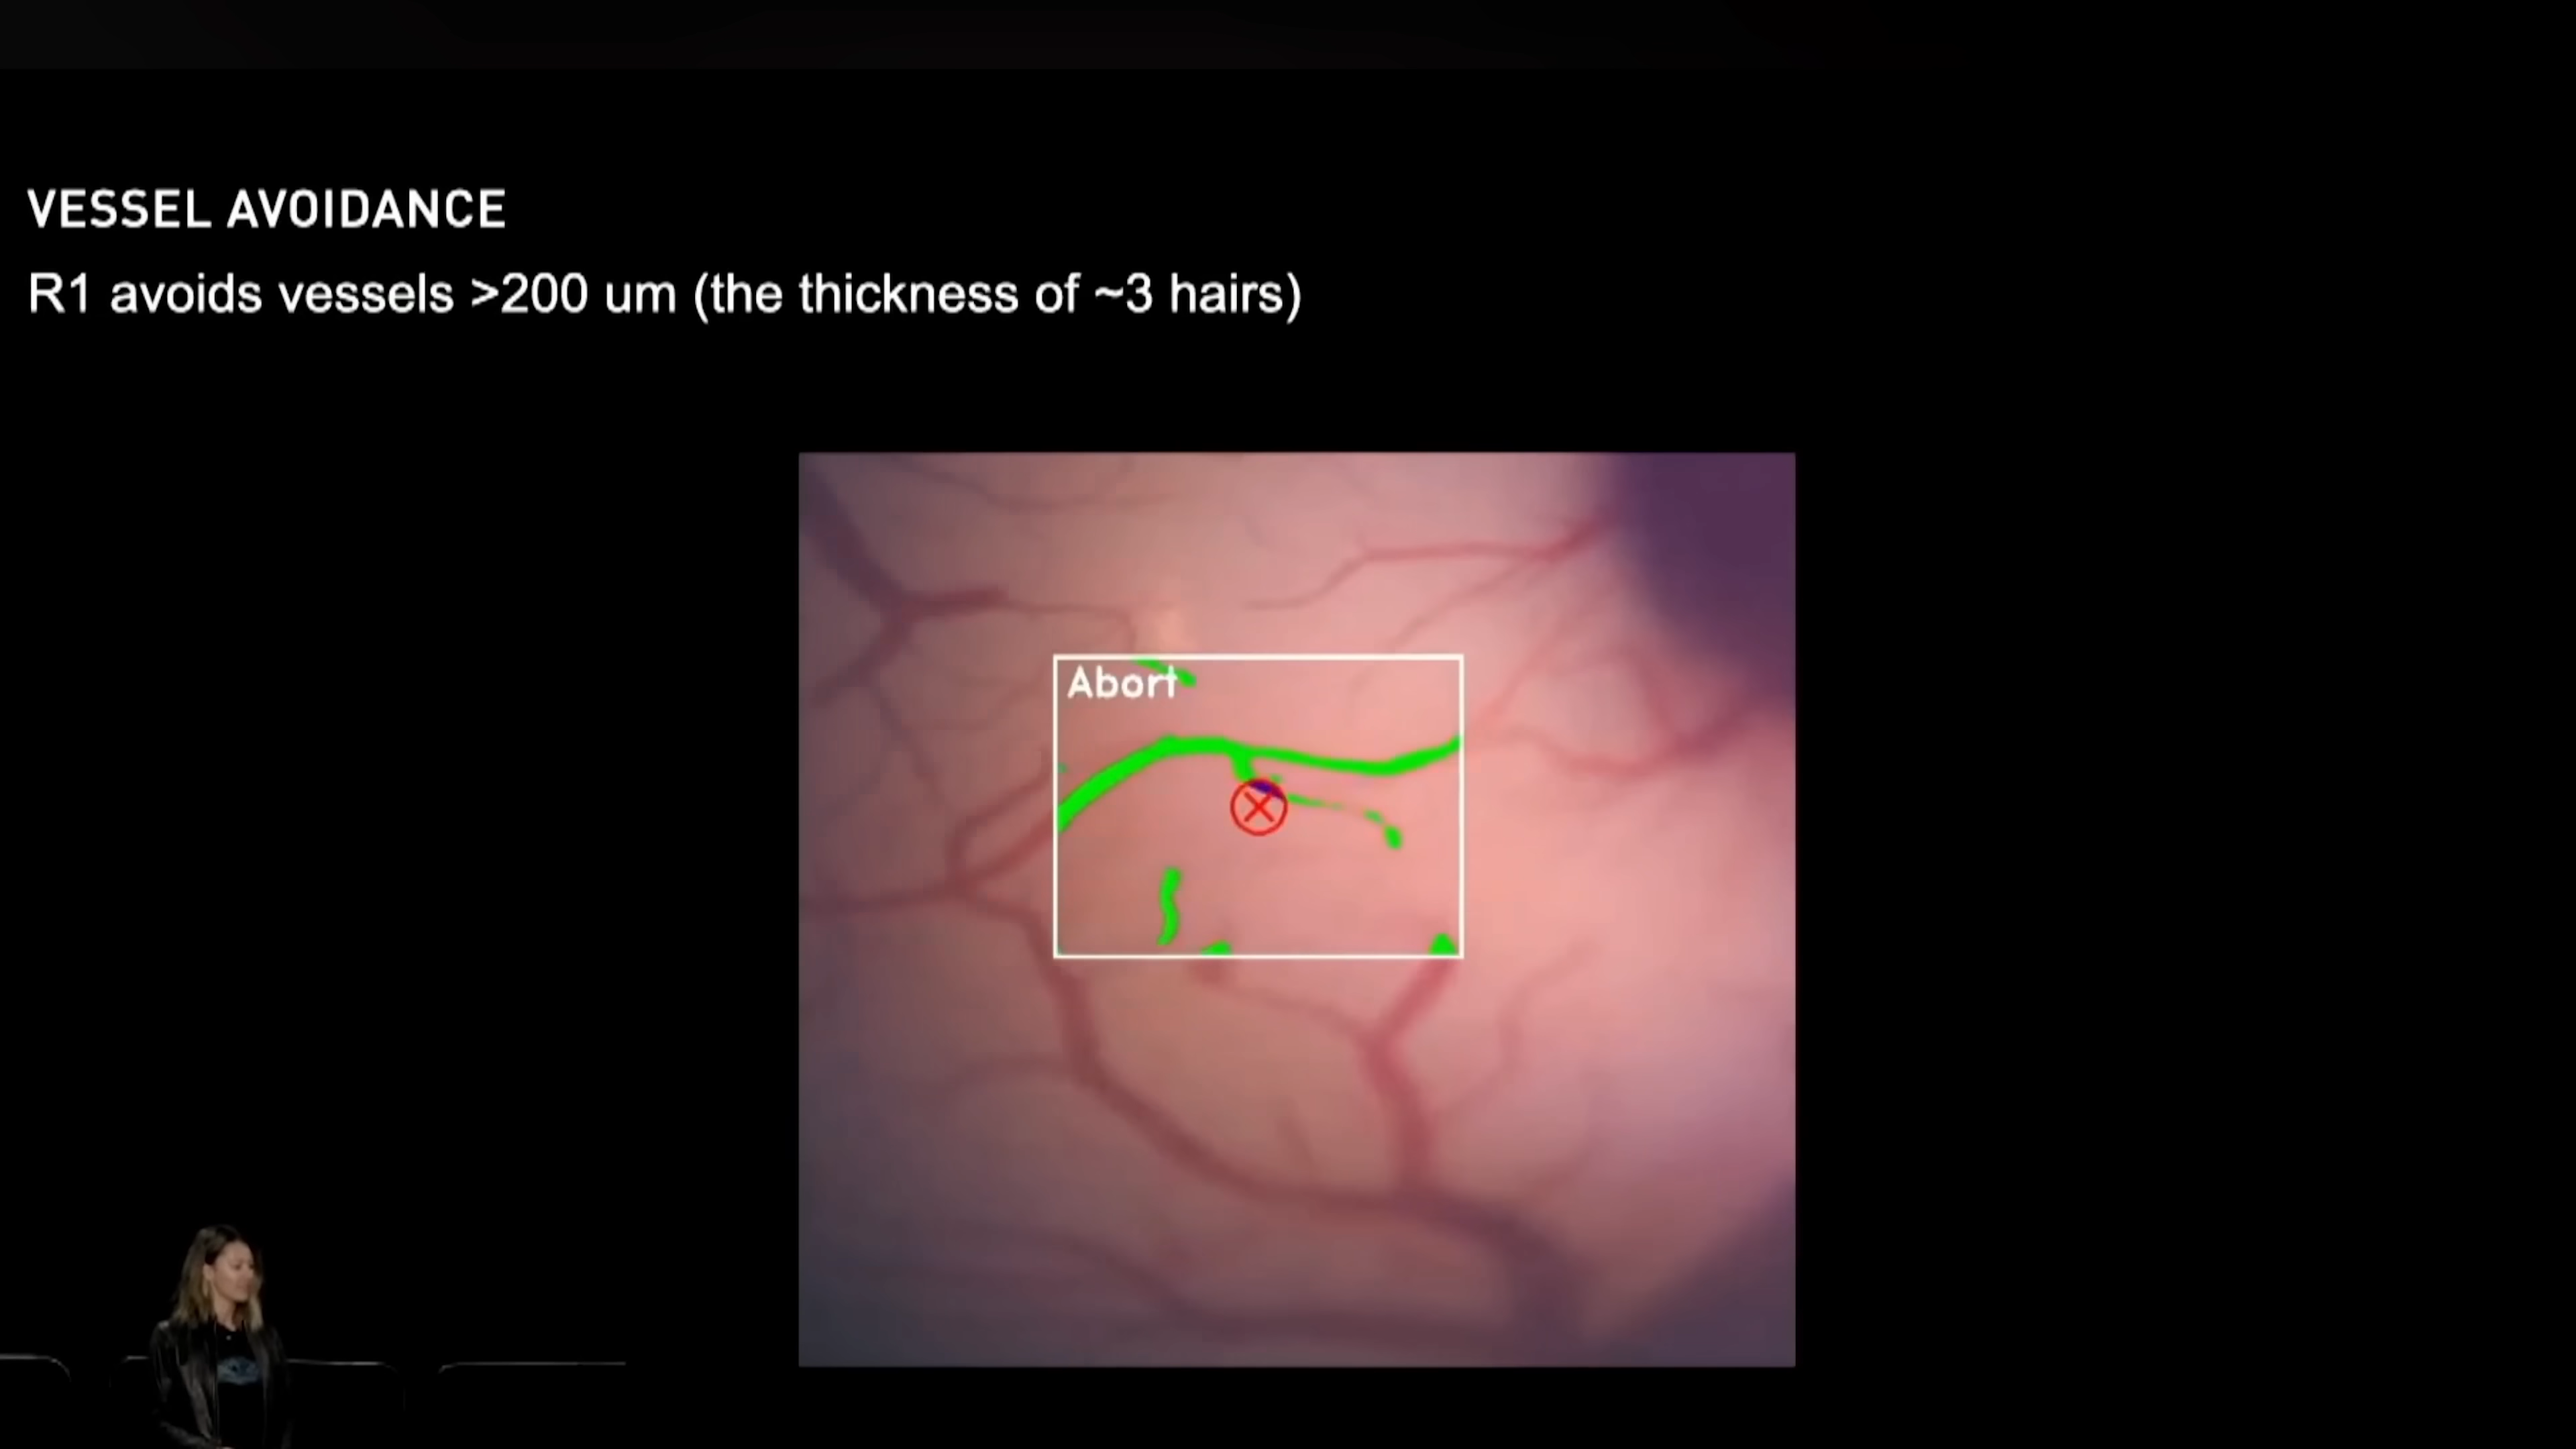 VESSEL AVOIDANCE
R1 avoids vessels >200 um (the thickness of ~3 hairs)
Abort